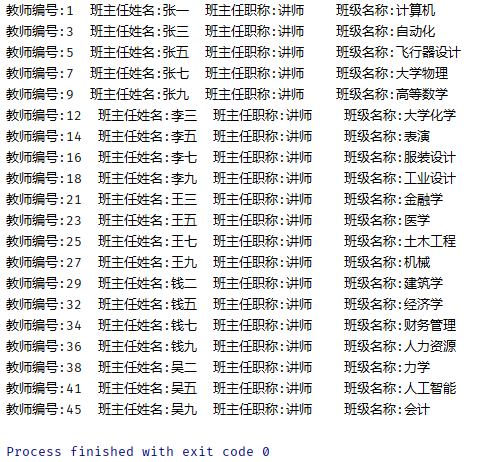 教师编号:1  班主任姓名:张一  班主任职称:讲师    班级名称:计算机
教师编号:3  班主任姓名:张三  班主任职称:讲师    班级名称:自动化
教师编号:5  班主任姓名:张五  班主任职称:讲师    班级名称:飞行器设计
教师编号:7  班主任姓名:张七  班主任职称:讲师    班级名称:大学物理
教师编号:9  班主任姓名:张九  班主任职称:讲师    班级名称:高等数学
教师编号:12  班主任姓名:李三  班主任职称:讲师    班级名称:大学化学
教师编号:14  班主任姓名:李五  班主任职称:讲师    班级名称:表演
教师编号:16  班主任姓名:李七  班主任职称:讲师    班级名称:服装设计
教师编号:18  班主任姓名:李九  班主任职称:讲师    班级名称:工业设计
教师编号:21  班主任姓名:王三  班主任职称:讲师    班级名称:金融学
教师编号:23  班主任姓名:王五  班主任职称:讲师    班级名称:医学
教师编号:25  班主任姓名:王七  班主任职称:讲师    班级名称:土木工程
教师编号:27  班主任姓名:王九  班主任职称:讲师    班级名称:机械
教师编号:29  班主任姓名:钱二  班主任职称:讲师    班级名称:建筑学
教师编号:32  班主任姓名:钱五  班主任职称:讲师    班级名称:经济学
教师编号:34  班主任姓名:钱七  班主任职称:讲师    班级名称:财务管理
教师编号:36  班主任姓名:钱九  班主任职称:讲师    班级名称:人力资源
教师编号:38  班主任姓名:吴二  班主任职称:讲师    班级名称:力学
教师编号:41  班主任姓名:吴五  班主任职称:讲师    班级名称:人工智能
教师编号:45  班主任姓名:吴九  班主任职称:讲师    班级名称:会计
Process finished with exit code 0